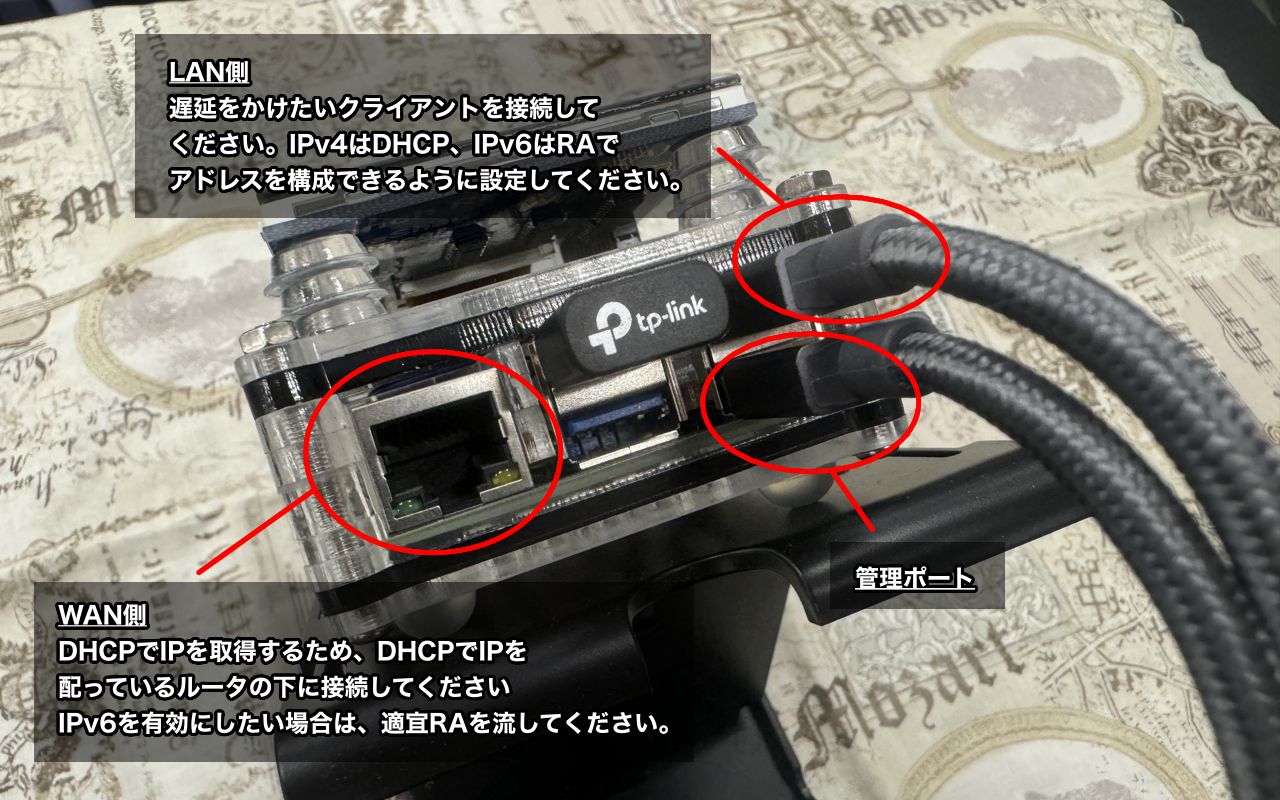 LAN側
遅延をかけたいクライアントを接続して
ください。IPv4はDHCP、IPv6はRAで
アドレスを構成できるように設定してください。
tp-link
管理ポート
WAN側
DHCPでIPを取得するため、DHCPでIPを
配っているルータの下に接続してください
IPv6を有効にしたい場合は、適宜RAを流してください。
Mozart
Mozart
Mozart